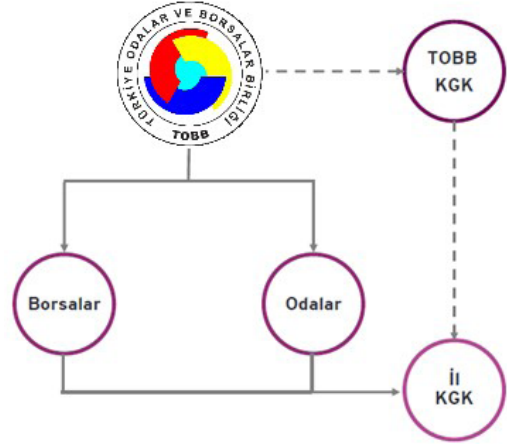 TÜRKİYE ODALAR VE BORSALAR BİRLİĞİ
TOBB
TOBB
KGK
Borsalar
Odalar
İl
KGK